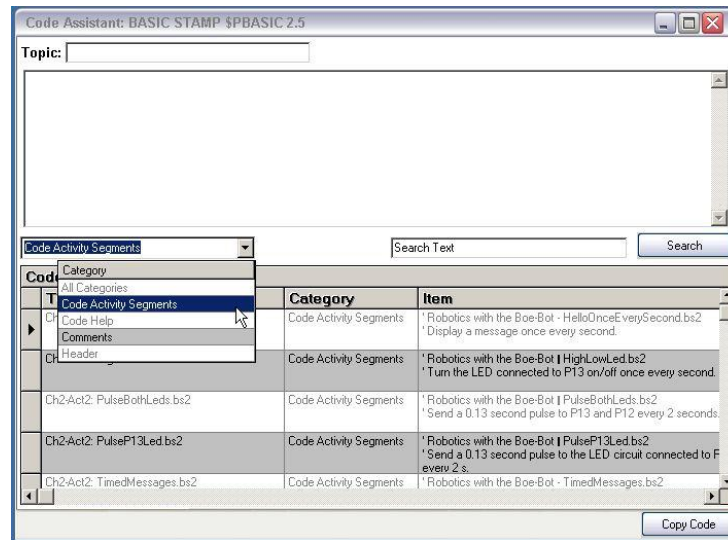 Code Assistant: BASIC STAMP $PBASIC 2.5
Topic:
Code Activity Segments
Search Text
Search
Category
All Categories
Code Activity Segments
Code Help
Comments
Header
Category Item
Code Activity Segments ' Robotics with the Boe-Bot - HelloOnceEverySecond.bs2
' Display a message once every second.
Code Activity Segments ' Robotics with the Boe-Bot | HighLowLed.bs2
' Turn the LED connected to P13 on/off once every second.
Ch2-Act2: PulseBothLeds.bs2 Code Activity Segments ' Robotics with the Boe-Bot | PulseBothLeds.bs2
' Send a 0.13 second pulse to P13 and P12 every 2 seconds.
Ch2-Act2: PulseP13Led.bs2 Code Activity Segments ' Robotics with the Boe-Bot | PulseP13Led.bs2
' Send a 0.13 second pulse to the LED circuit connected to
every 2 s.
Ch2-Act2: TimedMessages.bs2 Code Activity Segments ' Robotics with the Boe-Bot - TimedMessages.bs2
Copy Code